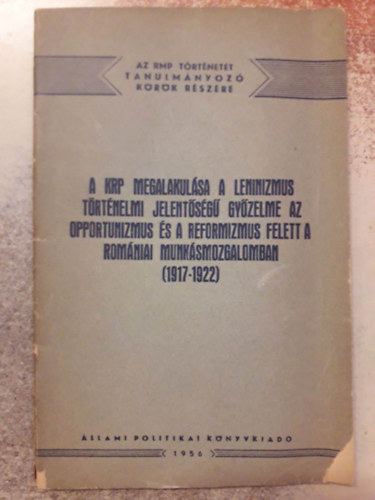 AZ RMP TÖRTÉNETÉT
TANULMÁNYOZÓ
KÖRÖK RÉSZÉRE
A KRP MEGALAKULÁSA A LENINIZMUS
TÖRTÉNELMI JELENTŐSÉGŰ GYŐZELME AZ
OPPORTUNIZMUS ÉS A REFORMIZMUS FELETT A
ROMÁNIAI MUNKÁSMOZGALOMBAN
(1917-1922)
ÁLLAMI POLITIKAI KÖNYVKIADÓ
1956